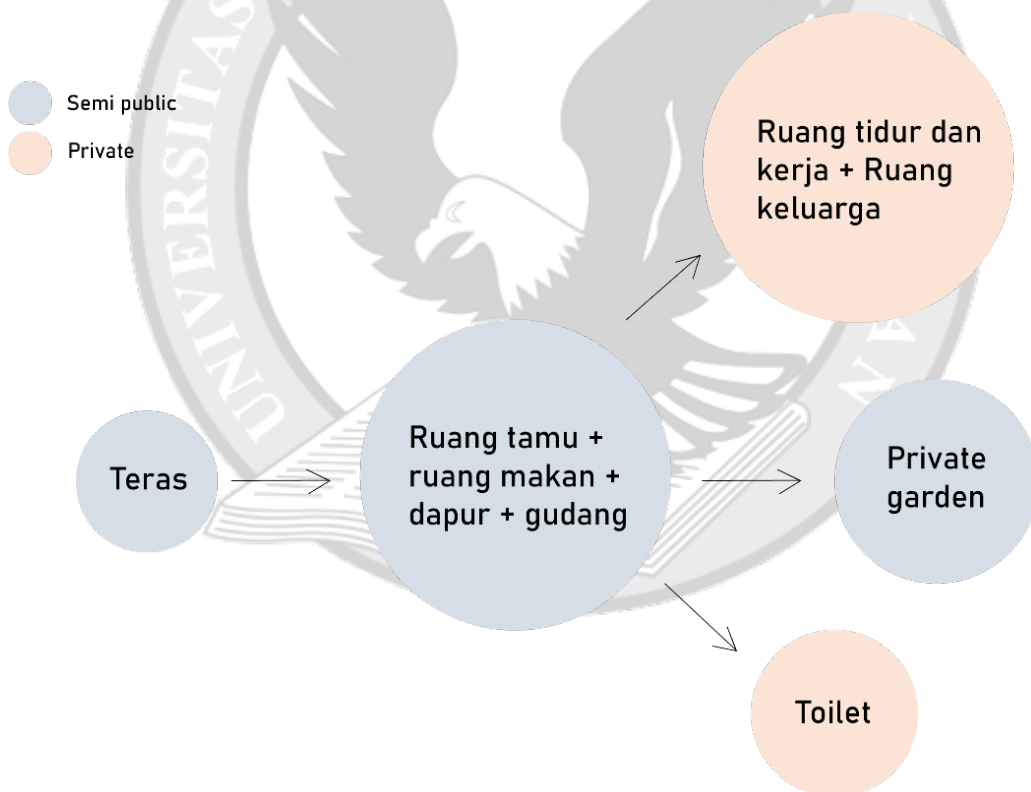 Semi public
Private
Ruang tidur dan
kerja + Ruang
keluarga
Ruang tamu +
ruang makan +
dapur + gudang
Teras
Private
garden
Toilet
UNIVERSITAS